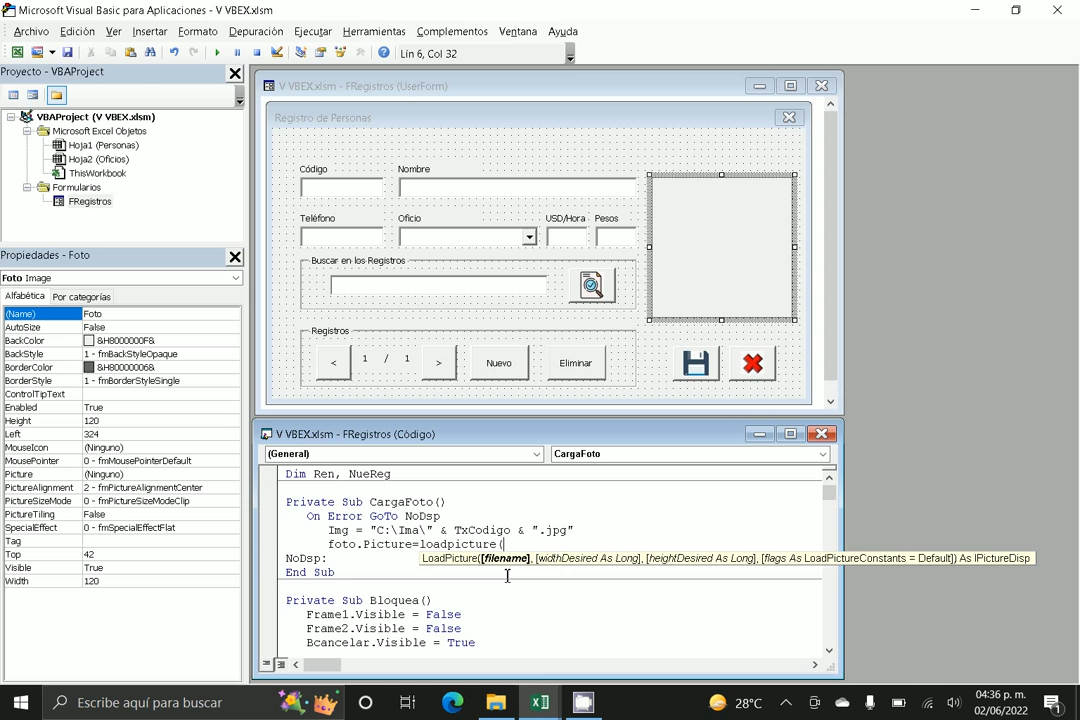 Microsoft Visual Basic para Aplicaciones - V VBEX.xlsm
Archivo Edición Ver Insertar Formato Depuración Ejecutar Herramientas Complementos Ventana Ayuda
Lín 6, Col 32
Proyecto - VBAProject
VBAProject (V VBEX.xlsm)
Microsoft Excel Objetos
Hoja1 (Personas)
Hoja2 (Oficios)
ThisWorkbook
Formularios
FRegistros
Propiedades - Foto
Foto Image
Alfabética Por categorías
(Name) Foto
AutoSize False
BackColor &H8000000F&
BackStyle 1 - fmBackStyleOpaque
BorderColor &H80000006&
BorderStyle 1 - fmBorderStyleSingle
ControlTipText
Enabled True
Height 120
Left 324
MouseIcon (Ninguno)
MousePointer 0 - fmMousePointerDefault
Picture (Ninguno)
PictureAlignment 2 - fmPictureAlignmentCenter
PictureSizeMode 0 - fmPictureSizeModeClip
PictureTiling False
SpecialEffect 0 - fmSpecialEffectFlat
Tag
Top 42
Visible True
Width 120
V VBEX.xlsm - FRegistros (UserForm)
Registro de Personas
Código Nombre
Teléfono Oficio USD/Hora Pesos
Buscar en los Registros
Registros
< 1 / 1 > Nuevo Eliminar
V VBEX.xlsm - FRegistros (Código)
(General) CargaFoto
Dim Ren, NueReg
Private Sub CargaFoto()
On Error GoTo NoDsp
Img = "C:\Ima\" & TxCodigo & ".jpg"
foto.Picture=loadpicture(
NoDsp:
LoadPicture([filename], [widthDesired As Long], [heightDesired As Long], [flags As LoadPictureConstants = Default]) As IPictureDisp
End Sub
Private Sub Bloquea()
Frame1.Visible = False
Frame2.Visible = False
Bcancelar.Visible = True
Escribe aquí para buscar
28°C
04:36 p. m.
02/06/2022
1